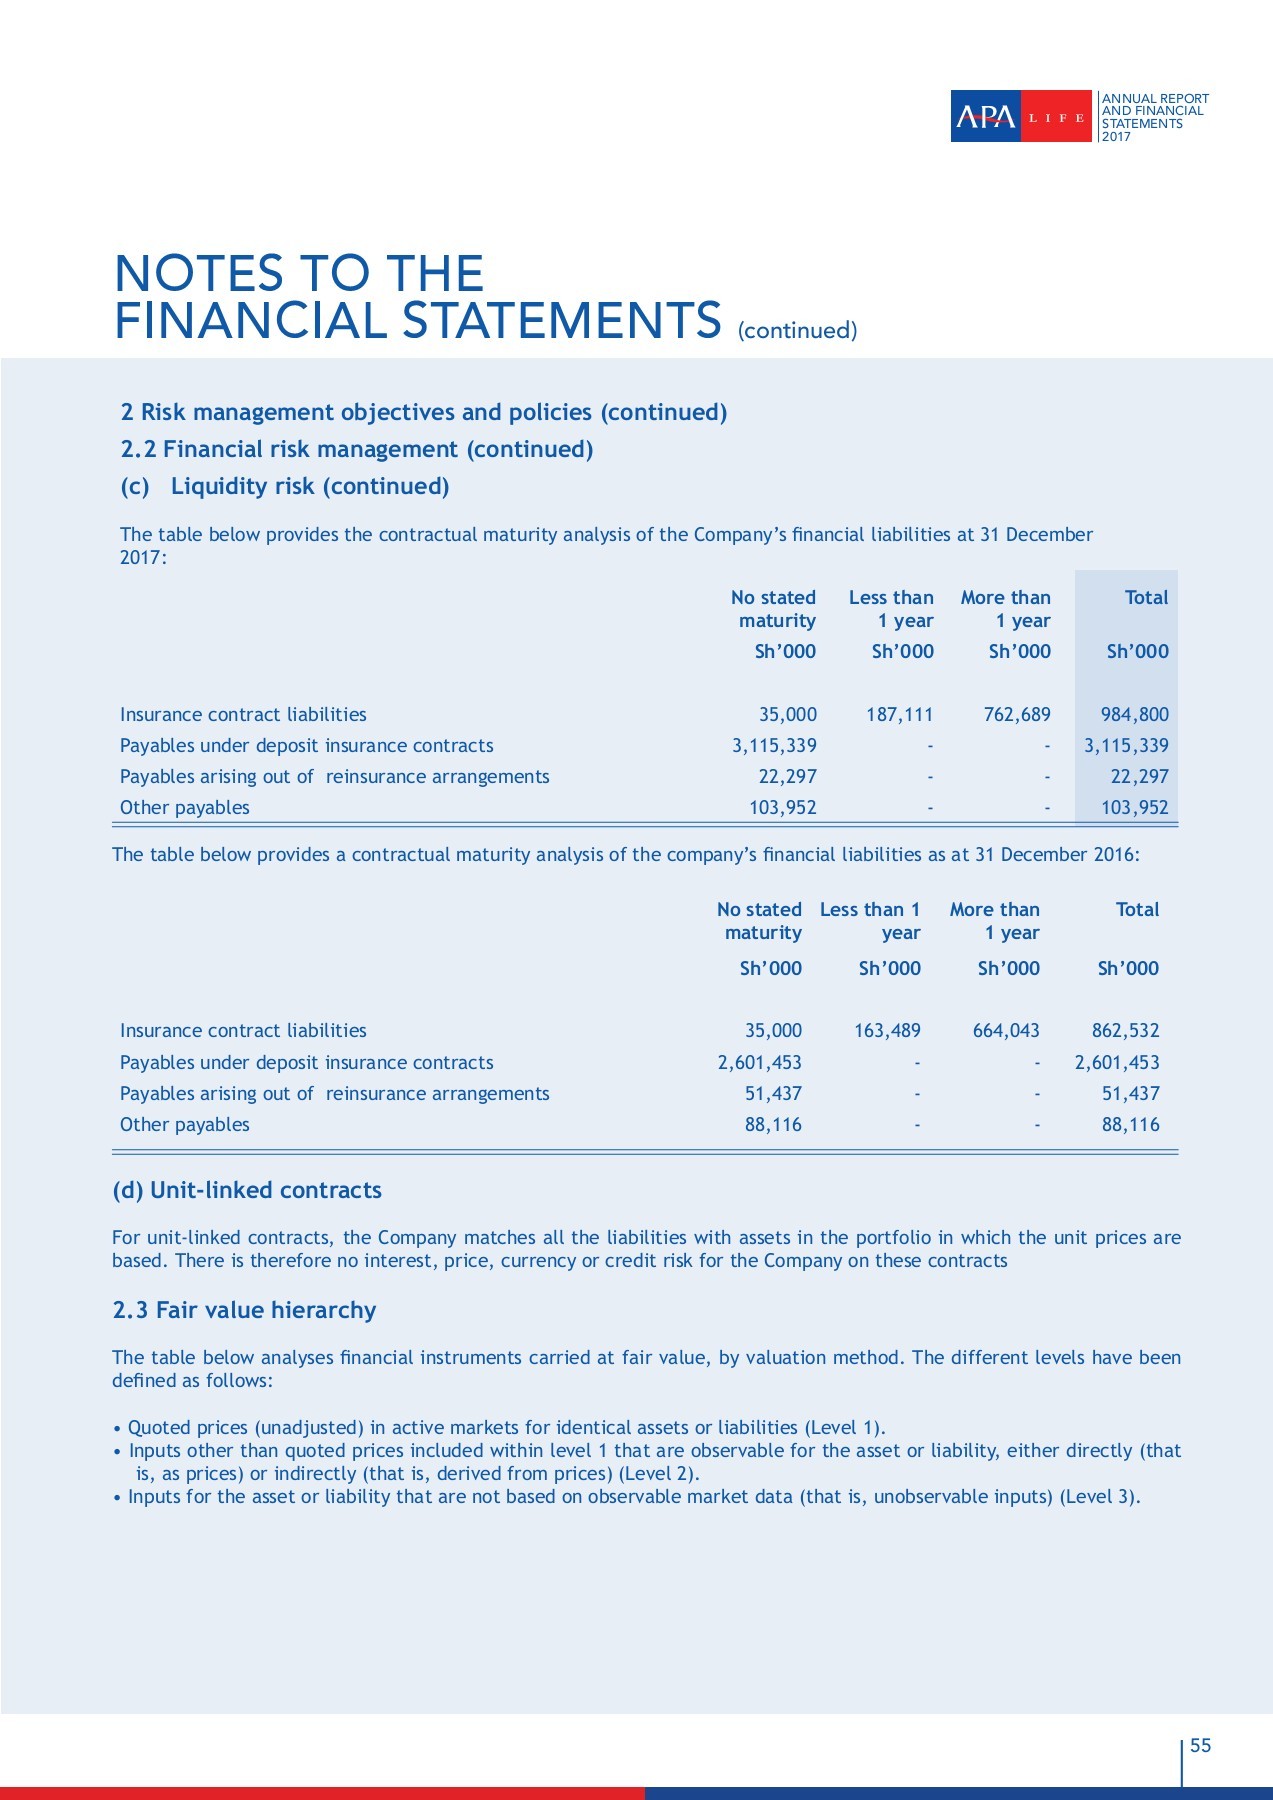 APA LIFE
ANNUAL REPORT
AND FINANCIAL
STATEMENTS
2017
NOTES TO THE
FINANCIAL STATEMENTS (continued)
2 Risk management objectives and policies (continued)
2.2 Financial risk management (continued)
(c) Liquidity risk (continued)
The table below provides the contractual maturity analysis of the Company’s financial liabilities at 31 December
2017:
No stated Less than More than Total
maturity 1 year 1 year
Sh’000 Sh’000 Sh’000 Sh’000
Insurance contract liabilities 35,000 187,111 762,689 984,800
Payables under deposit insurance contracts 3,115,339 - - 3,115,339
Payables arising out of reinsurance arrangements 22,297 - - 22,297
Other payables 103,952 - - 103,952
The table below provides a contractual maturity analysis of the company’s financial liabilities as at 31 December 2016:
No stated Less than 1 More than Total
maturity year 1 year
Sh’000 Sh’000 Sh’000 Sh’000
Insurance contract liabilities 35,000 163,489 664,043 862,532
Payables under deposit insurance contracts 2,601,453 - - 2,601,453
Payables arising out of reinsurance arrangements 51,437 - - 51,437
Other payables 88,116 - - 88,116
(d) Unit-linked contracts
For unit-linked contracts, the Company matches all the liabilities with assets in the portfolio in which the unit prices are
based. There is therefore no interest, price, currency or credit risk for the Company on these contracts
2.3 Fair value hierarchy
The table below analyses financial instruments carried at fair value, by valuation method. The different levels have been
defined as follows:
• Quoted prices (unadjusted) in active markets for identical assets or liabilities (Level 1).
• Inputs other than quoted prices included within level 1 that are observable for the asset or liability, either directly (that
is, as prices) or indirectly (that is, derived from prices) (Level 2).
• Inputs for the asset or liability that are not based on observable market data (that is, unobservable inputs) (Level 3).
55